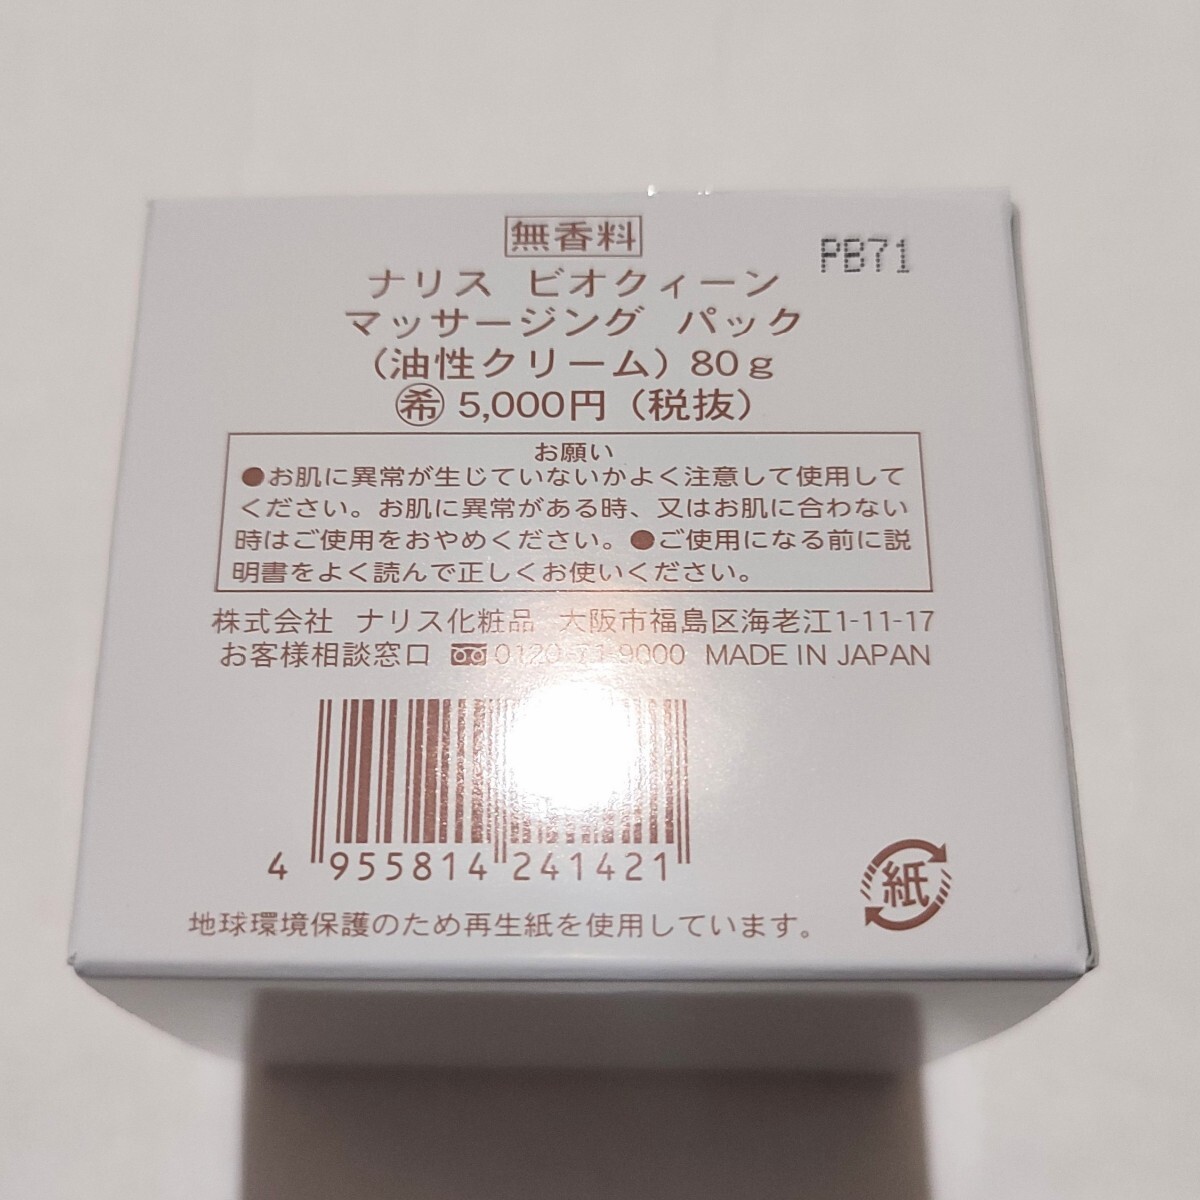 無香料
PB71
ナリス ビオクィーン
マッサージング パック
(油性クリーム) 80g
㊕ 5,000円 (税抜)
お願い
●お肌に異常が生じていないかよく注意して使用して
ください。お肌に異常がある時、又はお肌に合わない
時はご使用をおやめください。●ご使用になる前に説
明書をよく読んで正しくお使いください。
株式会社 ナリス化粧品 大阪市福島区海老江1-11-17
お客様相談窓口 0120-71-9000 MADE IN JAPAN
4 955814 241421
紙
地球環境保護のため再生紙を使用しています。